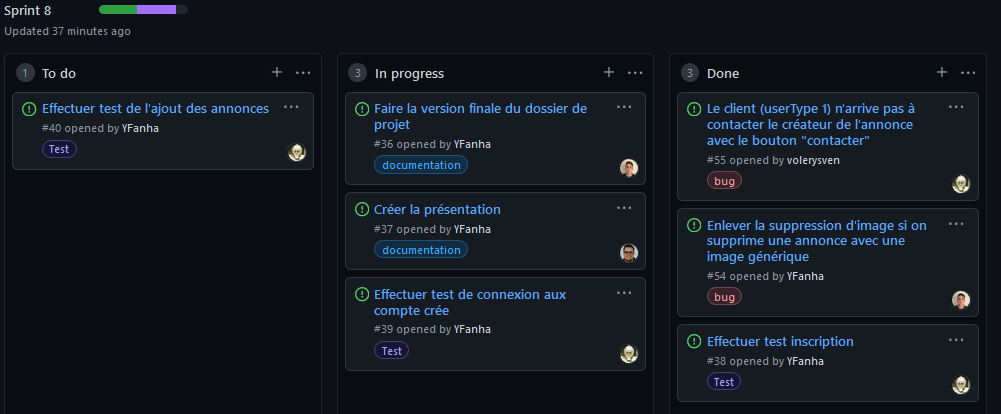 Sprint 8
Updated 37 minutes ago
1 To do
Effectuer test de l'ajout des annonces
#40 opened by YFanha
Test
3 In progress
Faire la version finale du dossier de
projet
#36 opened by YFanha
documentation
Créer la présentation
#37 opened by YFanha
documentation
Effectuer test de connexion aux
compte crée
#39 opened by YFanha
Test
3 Done
Le client (userType 1) n'arrive pas à
contacter le créateur de l'annonce
avec le bouton "contacter"
#55 opened by volerysven
bug
Enlever la suppression d'image si on
supprime une annonce avec une
image générique
#54 opened by YFanha
bug
Effectuer test inscription
#38 opened by YFanha
Test